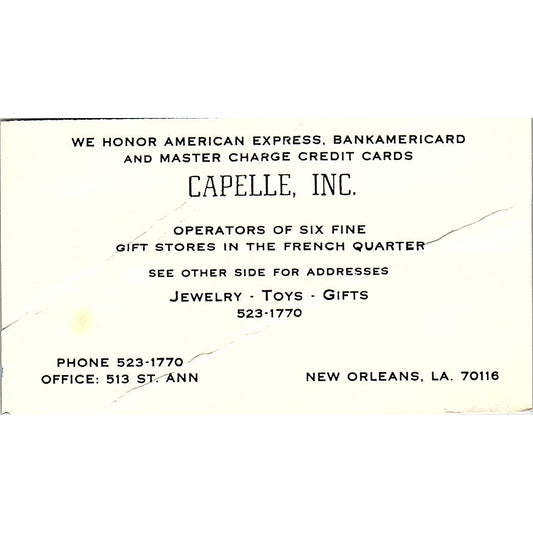 WE HONOR AMERICAN EXPRESS, BANKAMERICARD
AND MASTER CHARGE CREDIT CARDS
CAPELLE, INC.
OPERATORS OF SIX FINE
GIFT STORES IN THE FRENCH QUARTER
SEE OTHER SIDE FOR ADDRESSES
JEWELRY - TOYS - GIFTS
523-1770
PHONE 523-1770
OFFICE: 513 ST. ANN
NEW ORLEANS, LA. 70116